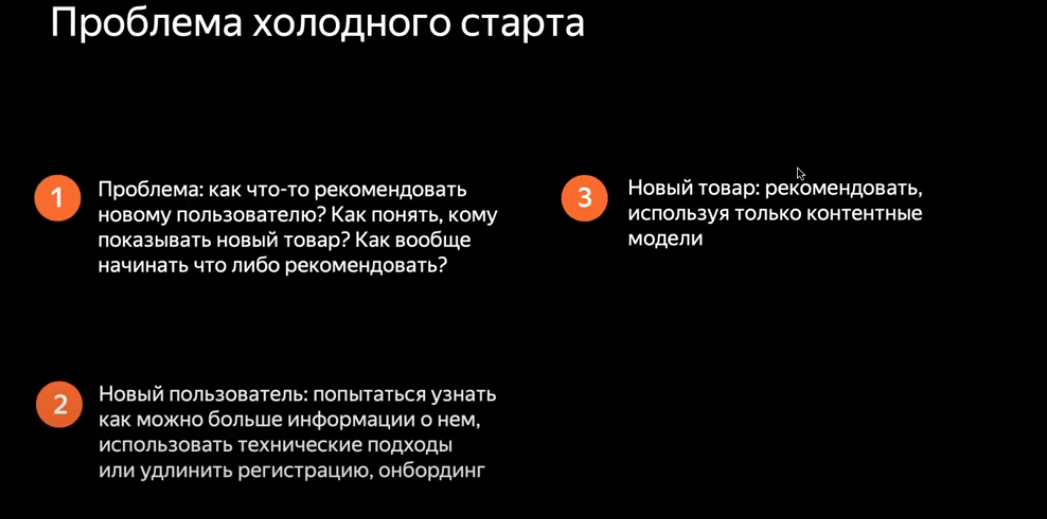 Проблема холодного старта
1
Проблема: как что-то рекомендовать
новому пользователю? Как понять, кому
показывать новый товар? Как вообще
начинать что либо рекомендовать?
2
Новый пользователь: попытаться узнать
как можно больше информации о нем,
использовать технические подходы
или удлинить регистрацию, онбординг
3
Новый товар: рекомендовать,
используя только контентные
модели